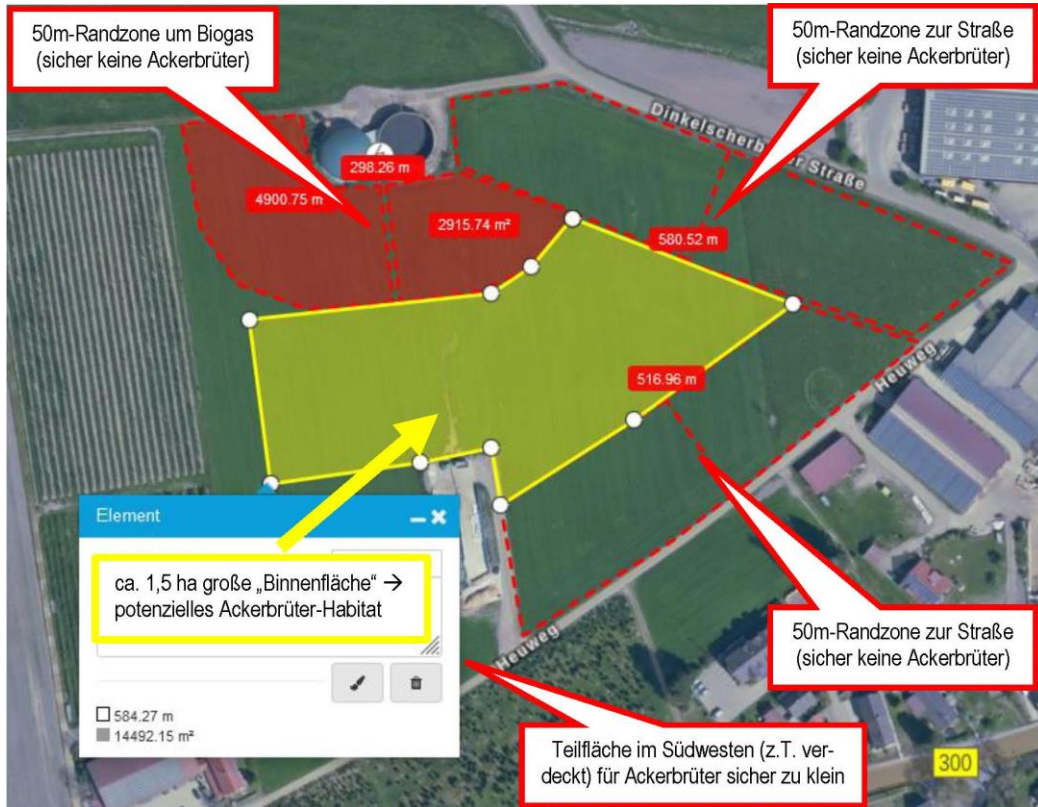 50m-Randzone um Biogas
(sicher keine Ackerbrüter)
50m-Randzone zur Straße
(sicher keine Ackerbrüter)
Dinkelscherbener Straße
298.26 m
4900.75 m
2915.74 m²
580.52 m
516.96 m
Heuweg
Element
ca. 1,5 ha große „Binnenfläche“ →
potenzielles Ackerbrüter-Habitat
584.27 m
14492.15 m²
Heuweg
50m-Randzone zur Straße
(sicher keine Ackerbrüter)
Teilfläche im Südwesten (z.T. ver-
deckt) für Ackerbrüter sicher zu klein
300